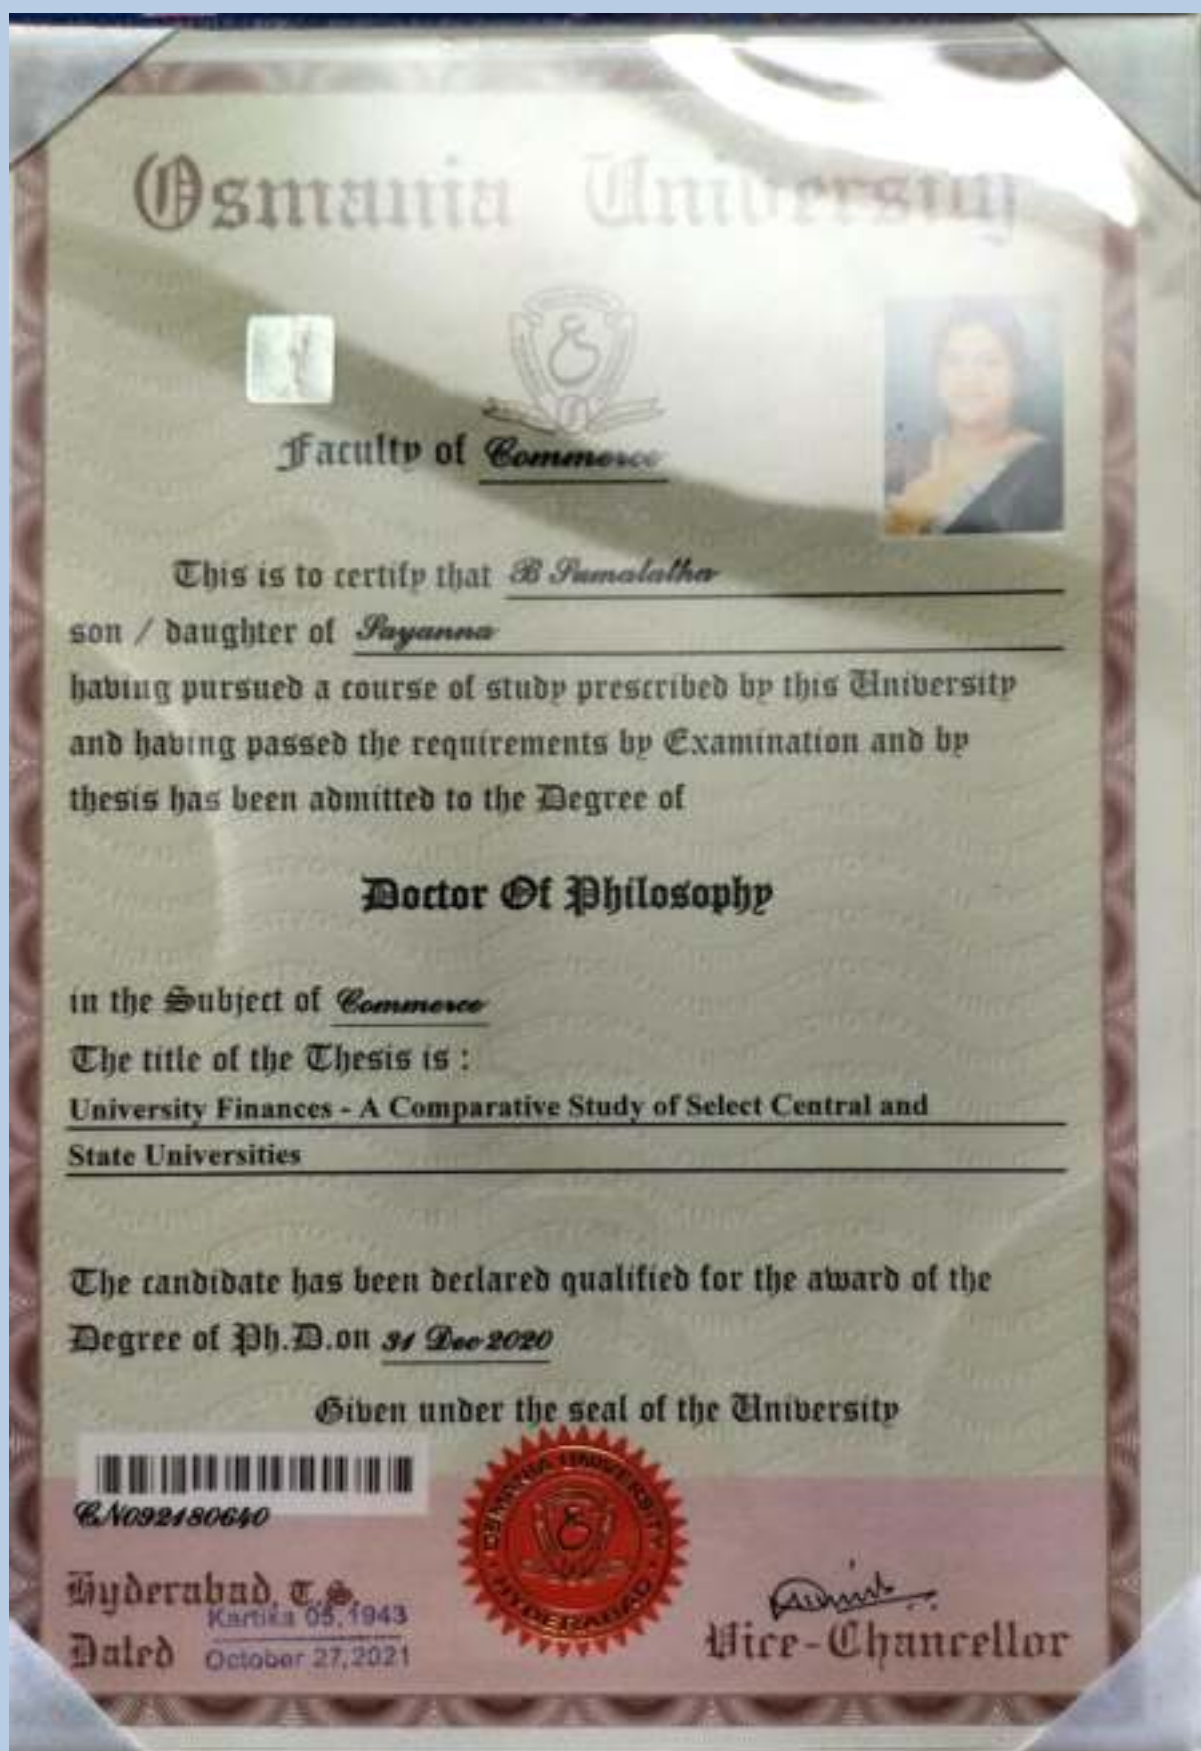 Osmania University
Faculty of Commerce
This is to certify that B Sumalatha
son / daughter of Sayanna
having pursued a course of study prescribed by this University
and having passed the requirements by Examination and by
thesis has been admitted to the Degree of
Doctor Of Philosophy
in the Subject of Commerce
The title of the Thesis is :
University Finances - A Comparative Study of Select Central and
State Universities
The candidate has been declared qualified for the award of the
Degree of Ph.D.on 31 Dec 2020
Given under the seal of the University
CN092180640
OSMANIA UNIVERSITY
HYDERABAD
Hyderabad, T.S.
Kartika 05, 1943
Dated October 27, 2021
Vice-Chancellor